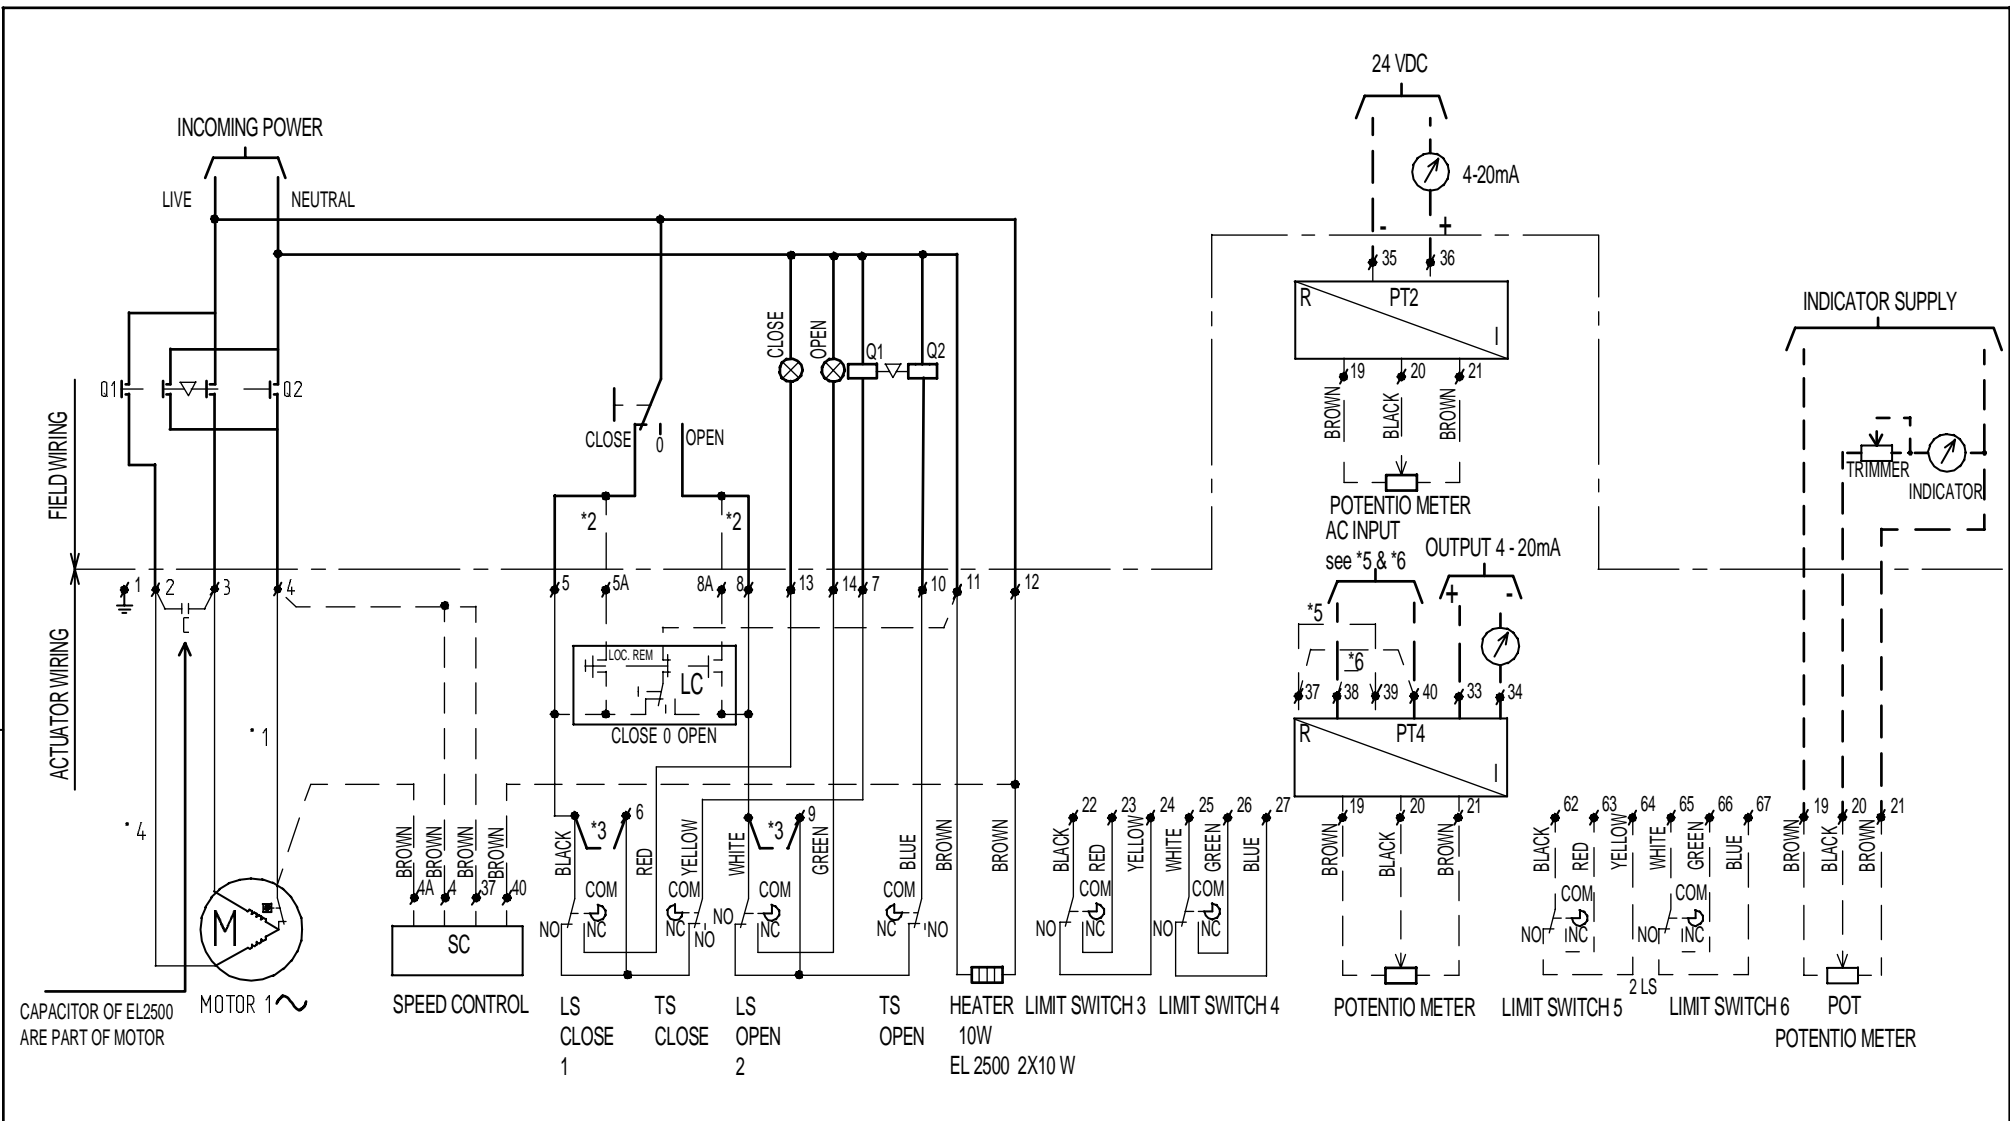 24 VDC
INCOMING POWER
LIVE NEUTRAL
4-20mA
- +
35 36
R PT2 I
INDICATOR SUPPLY
CLOSE OPEN Q1 Q2
19 20 21
BROWN BLACK BROWN
Q1 Q2
CLOSE 0 OPEN
TRIMMER
INDICATOR
POTENTIO METER
AC INPUT
see *5 & *6
OUTPUT 4 - 20mA
FIELD WIRING
*2 *2
1 2 3 4 5 5A 8A 8 13 14 7 10 11 12
C
+ -
*5
*6
ACTUATOR WIRING
LOC. REM
LC
CLOSE 0 OPEN
37 38 39 40 33 34
R PT4 I
* 1
* 4
6 9
*3 *3
22 23 24 25 26 27
19 20 21
62 63 64 65 66 67
19 20 21
BROWN BROWN BROWN BROWN
BLACK RED YELLOW WHITE GREEN BLUE BROWN BROWN
BLACK RED YELLOW WHITE GREEN BLUE
BROWN BLACK BROWN
BLACK RED YELLOW WHITE GREEN BLUE
BROWN BLACK BROWN
4A 4 37 40
COM COM COM COM COM COM COM COM
NO NC NC NO NO NC NC NO NO NC NO NC NO NC NO NC
M
SC
2 LS
CAPACITOR OF EL2500
ARE PART OF MOTOR
MOTOR 1
SPEED CONTROL
LS
CLOSE
1
TS
CLOSE
LS
OPEN
2
TS
OPEN
HEATER
10W
EL 2500 2X10 W
LIMIT SWITCH 3
LIMIT SWITCH 4
POTENTIO METER
LIMIT SWITCH 5
LIMIT SWITCH 6
POT
POTENTIO METER